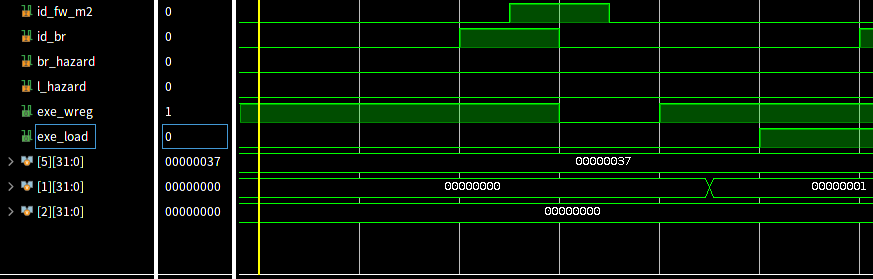 id_fw_m2 0
id_br 0
br_hazard 0
l_hazard 0
exe_wreg 1
exe_load 0
[5][31:0] 00000037 00000037
[1][31:0] 00000000 00000000 00000001
[2][31:0] 00000000 00000000